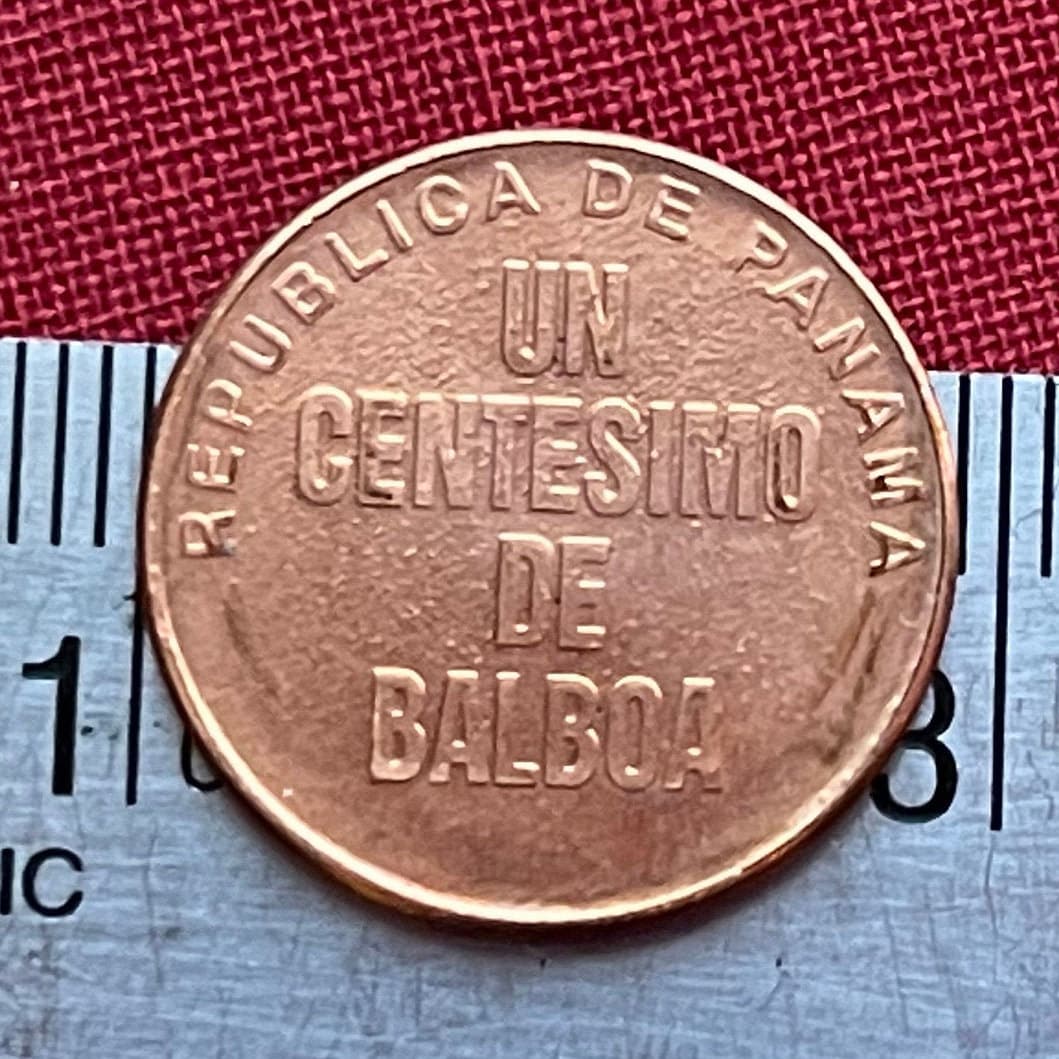 REPUBLICA DE PANAMA
UN
CENTESIMO
DE
BALBOA
1
3
IC